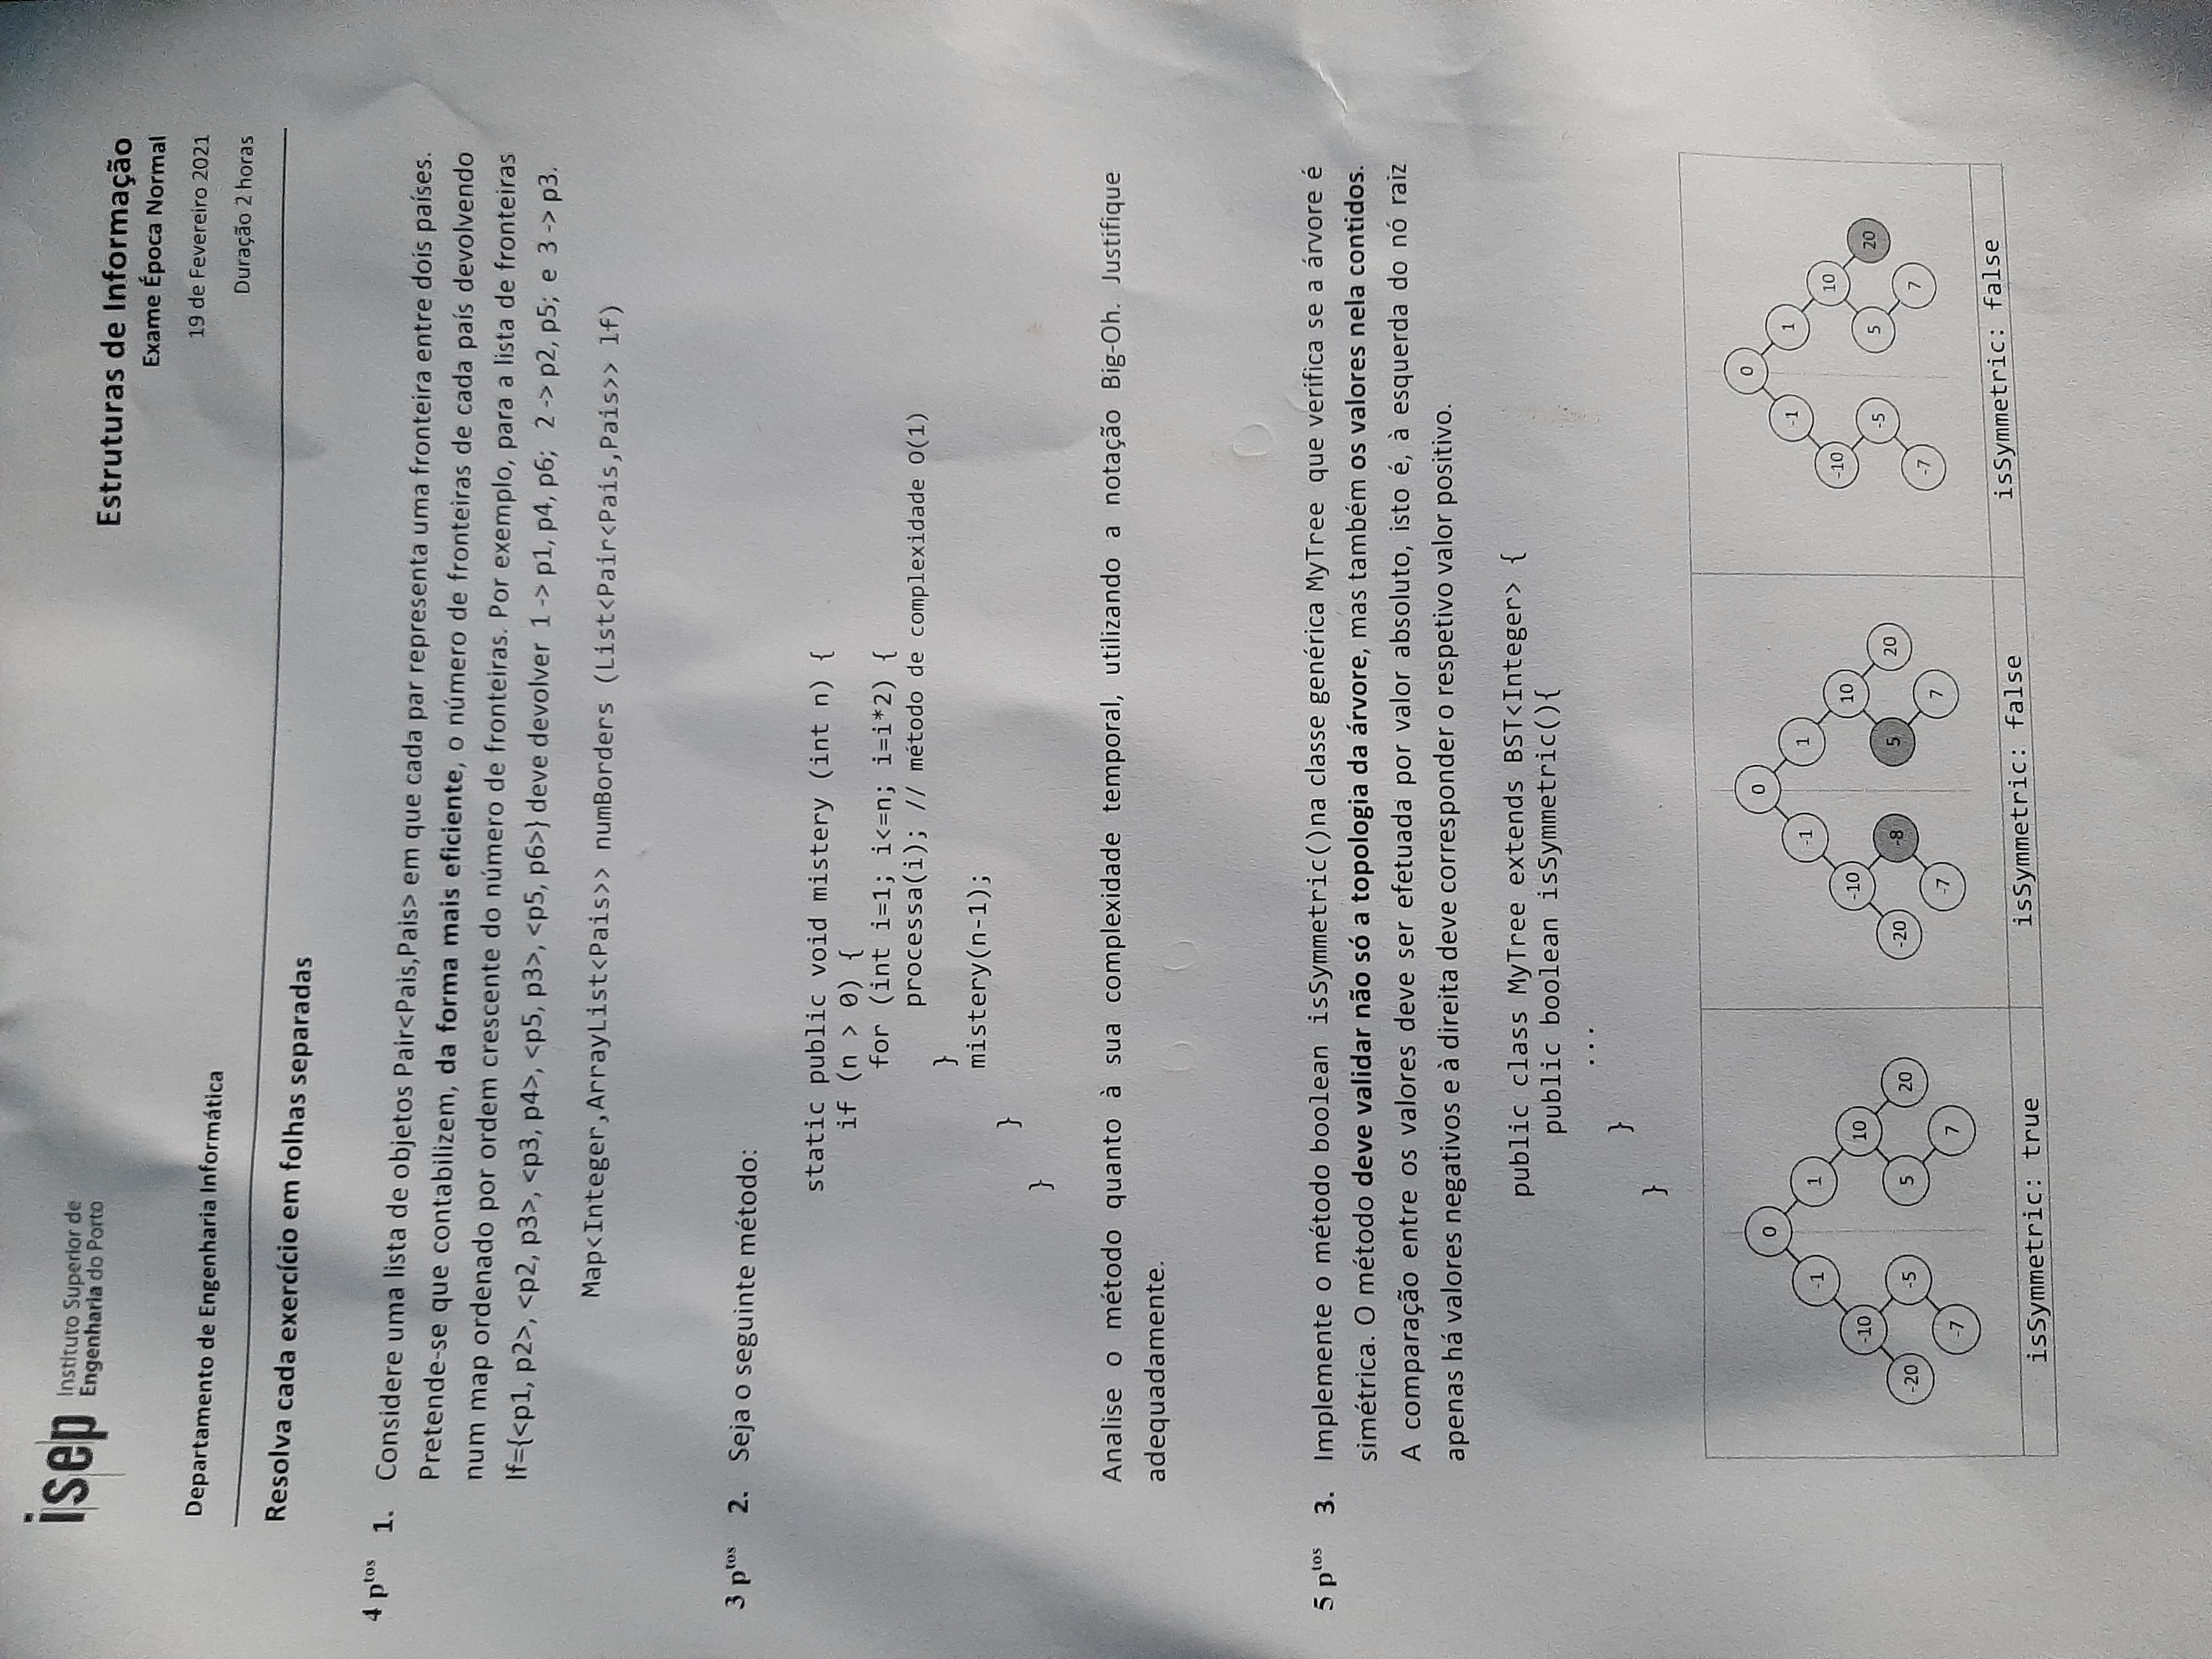 isep Instituto Superior de
Engenharia do Porto
Estruturas de Informação
Exame Época Normal
19 de Fevereiro 2021
Departamento de Engenharia Informática
Duração 2 horas
Resolva cada exercício em folhas separadas
4 ptos 1. Considere uma lista de objetos Pair<Pais,Pais> em que cada par representa uma fronteira entre dois países.
Pretende-se que contabilizem, da forma mais eficiente, o número de fronteiras de cada país devolvendo
num map ordenado por ordem crescente do número de fronteiras. Por exemplo, para a lista de fronteiras
lf={<p1, p2>, <p2, p3>, <p3, p4>, <p5, p3>, <p5, p6>} deve devolver 1 -> p1, p4, p6; 2 -> p2, p5; e 3 -> p3.
Map<Integer,ArrayList<Pais>> numBorders (List<Pair<Pais,Pais>> lf)
3 ptos 2. Seja o seguinte método:
static public void mistery (int n) {
if (n > 0) {
for (int i=1; i<=n; i=i*2) {
processa(i); // método de complexidade O(1)
}
mistery(n-1);
}
}
Analise o método quanto à sua complexidade temporal, utilizando a notação Big-Oh. Justifique
adequadamente.
5 ptos 3. Implemente o método boolean isSymmetric()na classe genérica MyTree que verifica se a árvore é
simétrica. O método deve validar não só a topologia da árvore, mas também os valores nela contidos.
A comparação entre os valores deve ser efetuada por valor absoluto, isto é, à esquerda do nó raiz
apenas há valores negativos e à direita deve corresponder o respetivo valor positivo.
public class MyTree extends BST<Integer> {
public boolean isSymmetric(){
...
}
}
0
-1 1
-10 10
-20 -5 5 20
-7 7
isSymmetric: true
0
-1 1
-10 10
-20 -8 5 20
-7 7
isSymmetric: false
0
-1 1
-10 10
-5 5 20
-7 7
isSymmetric: false